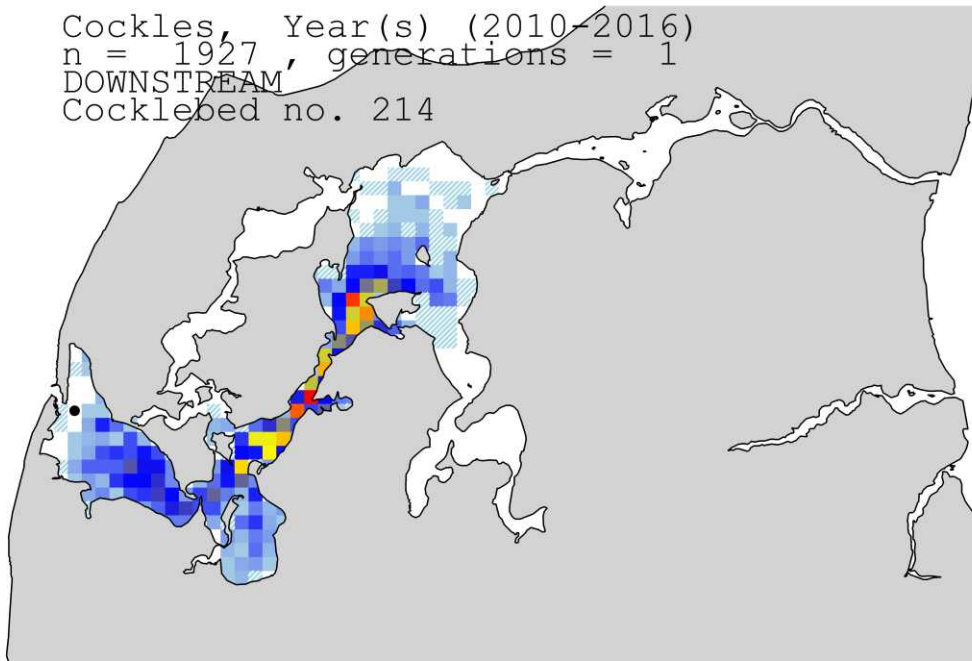 Cockles, Year(s) (2010-2016)
n = 1927 , generations = 1
DOWNSTREAM
Cocklebed no. 214